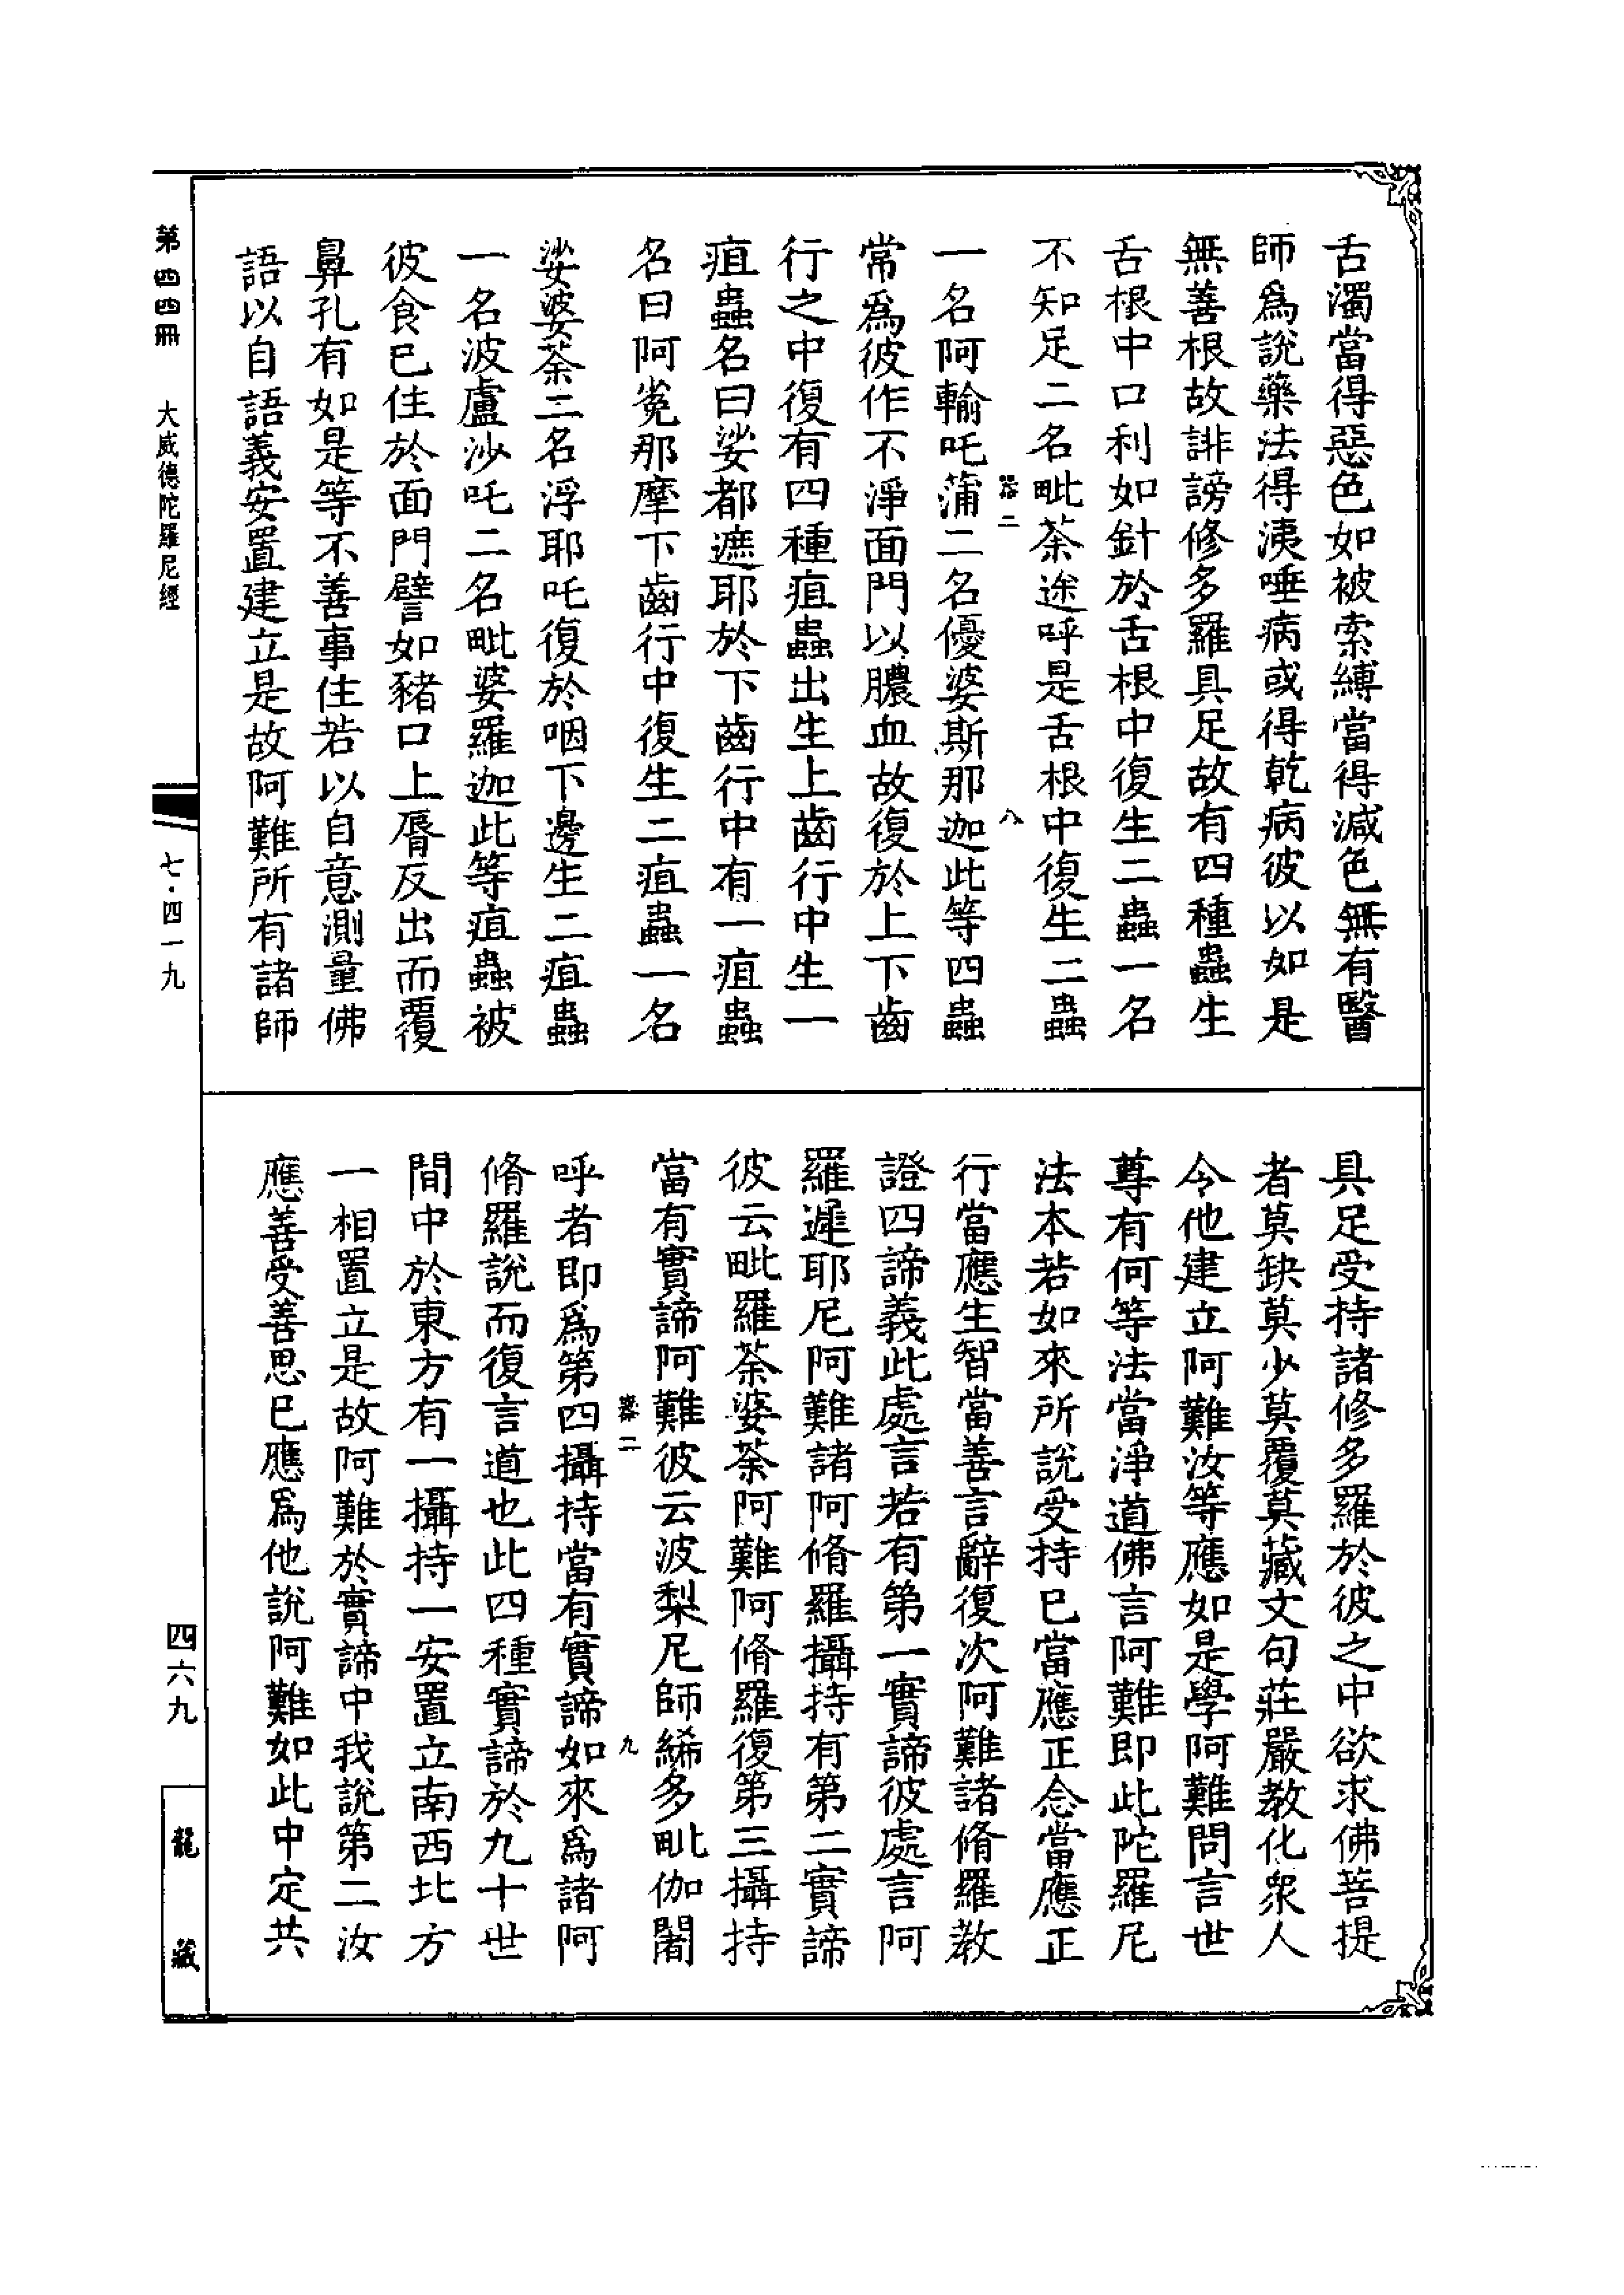 舌濁當得惡色如被索縛當得減色無有醫
師爲說藥法得洟唾病或得乾病彼以如是
無善根故誹謗修多羅具足故有四種蟲生
舌根中口利如針於舌根中復生二蟲一名
不知足二名毗荼途呼是舌根中復生二蟲
器二 八
一名阿輸吒蒲二名優婆斯那迦此等四蟲
常爲彼作不淨面門以膿血故復於上下齒
行之中復有四種疽蟲出生上齒行中生一
疽蟲名曰娑都遮耶於下齒行中有一疽蟲
名曰阿㝹那摩下齒行中復生二疽蟲一名
娑婆荼二名浮耶吒復於咽下邊生二疽蟲
一名波盧沙吒二名毗婆羅迦此等疽蟲被
彼食已住於面門譬如豬口上脣反出而覆
鼻孔有如是等不善事住若以自意測量佛
語以自語義安置建立是故阿難所有諸師
具足受持諸修多羅於彼之中欲求佛菩提
者莫缺莫少莫覆莫藏文句莊嚴教化衆人
令他建立阿難汝等應如是學阿難問言世
尊有何等法當淨道佛言阿難即此陀羅尼
法本若如來所說受持已當應正念當應正
行當應生智當善言辭復次阿難諸脩羅教
證四諦義此處言若有第一實諦彼處言阿
羅遲耶尼阿難諸阿脩羅攝持有第二實諦
彼云毗羅荼婆荼阿難阿脩羅復第三攝持
當有實諦阿難彼云波梨尼師絺多毗伽闍
器二 九
呼者即爲第四攝持當有實諦如來爲諸阿
脩羅說而復言道也此四種實諦於九十世
間中於東方有一攝持一安置立南西北方
一相置立是故阿難於實諦中我說第二汝
應善受善思已應爲他說阿難如此中定共
第四四冊 大威德陀羅尼經
七·四一九
四六九
龍藏